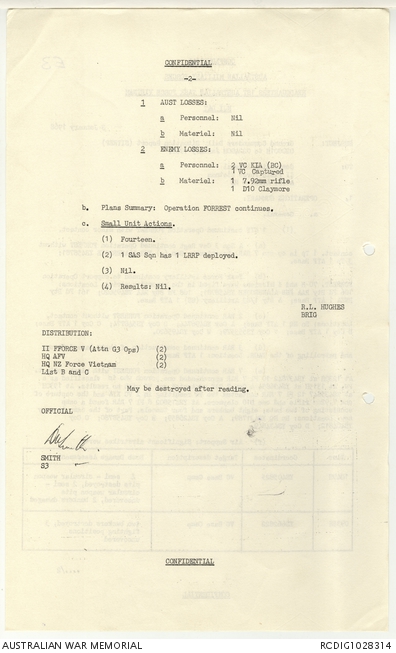 CONFIDENTIAL
-2-
1 AUST LOSSES:
a Personnel: Nil
b Materiel: Nil
2 ENEMY LOSSES:
a Personnel: 2 VC KIA (BC)
1 VC Captured
b Materiel: 1 7.92mm rifle
1 D10 Claymore
b. Plans Summary: Operation FORREST continues.
c. Small Unit Actions.
(1) Fourteen.
(2) 1 SAS Sqn has 1 LRRP deployed.
(3) Nil.
(4) Results: Nil.
R.L. HUGHES
BRIG
DISTRIBUTION:
II FFORCE V (Attn G3 Ops) (2)
HQ AFV (2)
HQ NZ Force Vietnam (2)
List B and C
May be destroyed after reading.
OFFICIAL
SMITH
S3
CONFIDENTIAL
AUSTRALIAN WAR MEMORIAL RCDIG1028314